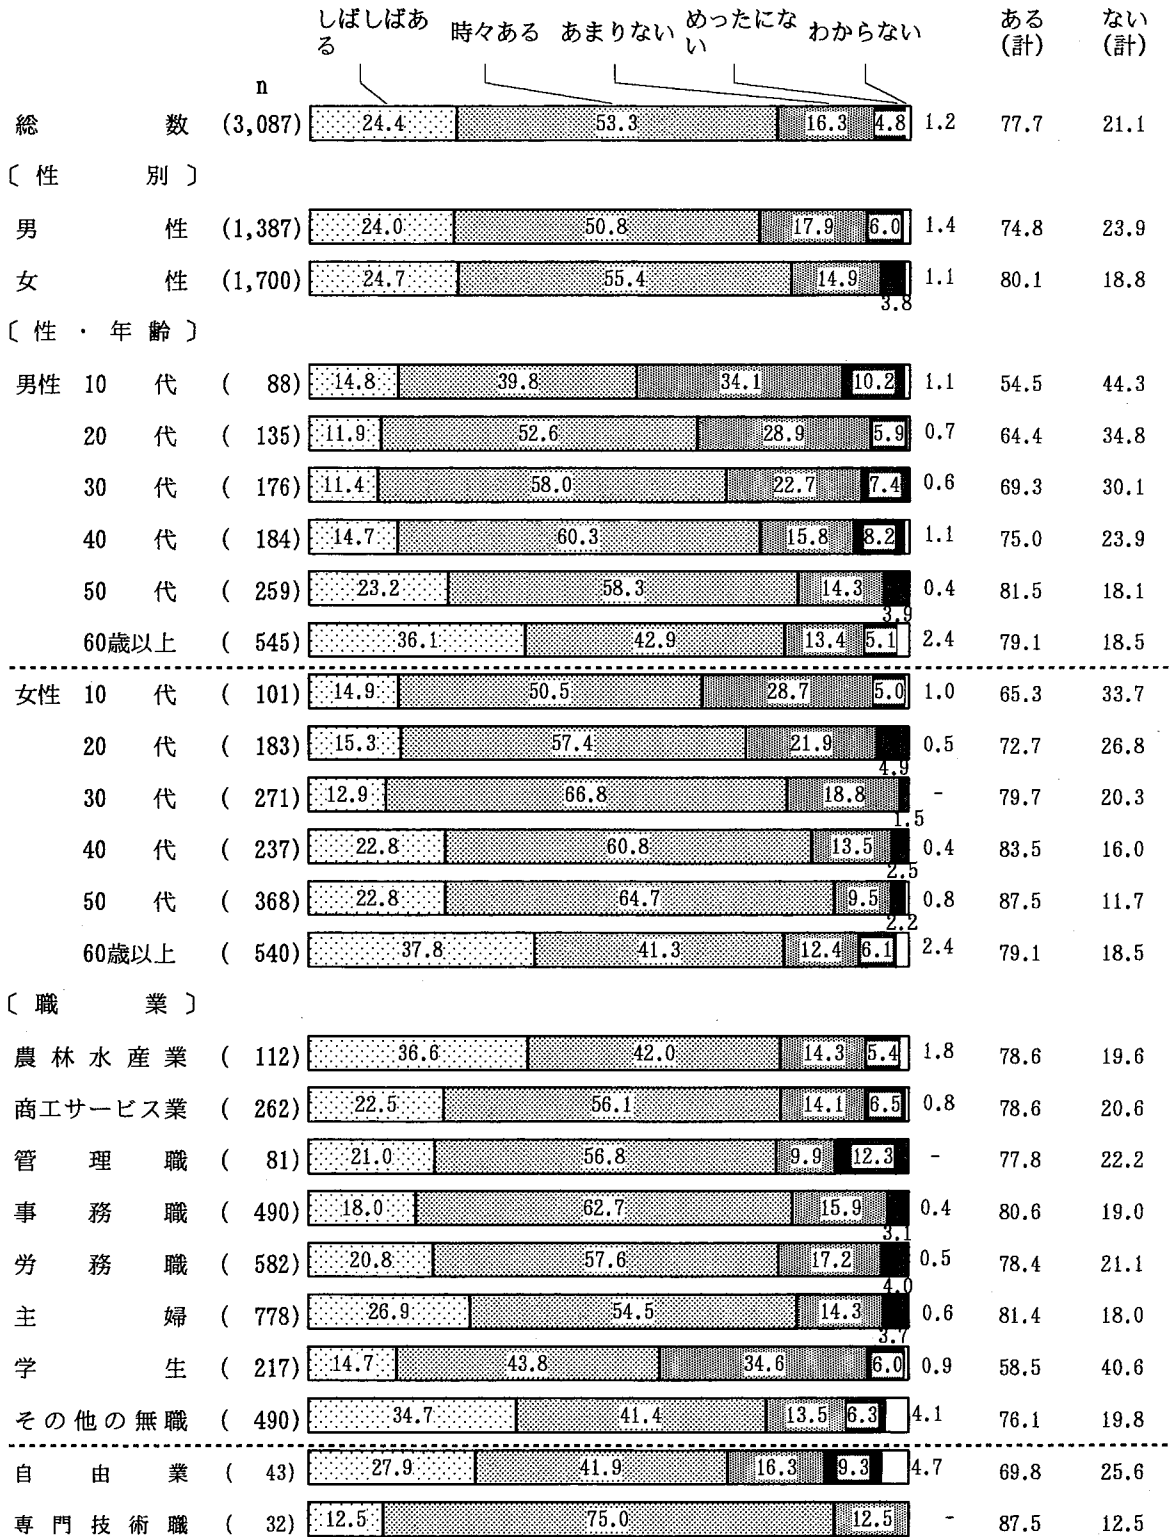 しばしばある 時々ある あまりない めったにない わからない ある(計) ない(計)
n
総数 (3,087) 24.4 53.3 16.3 4.8 1.2 77.7 21.1
〔性別〕
男性 (1,387) 24.0 50.8 17.9 6.0 1.4 74.8 23.9
女性 (1,700) 24.7 55.4 14.9 3.8 1.1 80.1 18.8
〔性・年齢〕
男性 10代 ( 88) 14.8 39.8 34.1 10.2 1.1 54.5 44.3
20代 ( 135) 11.9 52.6 28.9 5.9 0.7 64.4 34.8
30代 ( 176) 11.4 58.0 22.7 7.4 0.6 69.3 30.1
40代 ( 184) 14.7 60.3 15.8 8.2 1.1 75.0 23.9
50代 ( 259) 23.2 58.3 14.3 3.9 0.4 81.5 18.1
60歳以上 ( 545) 36.1 42.9 13.4 5.1 2.4 79.1 18.5
女性 10代 ( 101) 14.9 50.5 28.7 5.0 1.0 65.3 33.7
20代 ( 183) 15.3 57.4 21.9 4.9 0.5 72.7 26.8
30代 ( 271) 12.9 66.8 18.8 1.5 - 79.7 20.3
40代 ( 237) 22.8 60.8 13.5 2.5 0.4 83.5 16.0
50代 ( 368) 22.8 64.7 9.5 2.2 0.8 87.5 11.7
60歳以上 ( 540) 37.8 41.3 12.4 6.1 2.4 79.1 18.5
〔職業〕
農林水産業 ( 112) 36.6 42.0 14.3 5.4 1.8 78.6 19.6
商工サービス業 ( 262) 22.5 56.1 14.1 6.5 0.8 78.6 20.6
管理職 ( 81) 21.0 56.8 9.9 12.3 - 77.8 22.2
事務職 ( 490) 18.0 62.7 15.9 3.1 0.4 80.6 19.0
労務職 ( 582) 20.8 57.6 17.2 4.0 0.5 78.4 21.1
主婦 ( 778) 26.9 54.5 14.3 3.7 0.6 81.4 18.0
学生 ( 217) 14.7 43.8 34.6 6.0 0.9 58.5 40.6
その他の無職 ( 490) 34.7 41.4 13.5 6.3 4.1 76.1 19.8
自由業 ( 43) 27.9 41.9 16.3 9.3 4.7 69.8 25.6
専門技術職 ( 32) 12.5 75.0 12.5 - 87.5 12.5